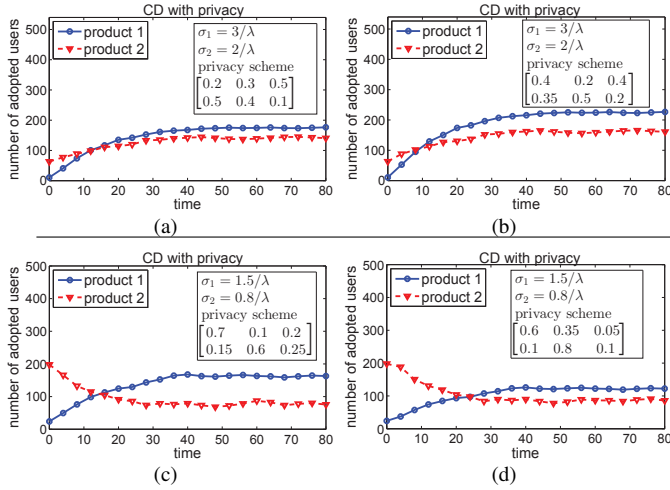 CD with privacy
500
400
300
200
100
0
number of adopted users
product 1
product 2
σ₁ = 3/λ
σ₂ = 2/λ
privacy scheme
[0.2 0.3 0.5]
[0.5 0.4 0.1]
0 10 20 30 40 50 60 70 80
time
(a)
CD with privacy
500
400
300
200
100
0
number of adopted users
product 1
product 2
σ₁ = 3/λ
σ₂ = 2/λ
privacy scheme
[0.4 0.2 0.4]
[0.35 0.5 0.2]
0 10 20 30 40 50 60 70 80
time
(b)
CD with privacy
500
400
300
200
100
0
number of adopted users
product 1
product 2
σ₁ = 1.5/λ
σ₂ = 0.8/λ
privacy scheme
[0.7 0.1 0.2]
[0.15 0.6 0.25]
0 10 20 30 40 50 60 70 80
time
(c)
CD with privacy
500
400
300
200
100
0
number of adopted users
product 1
product 2
σ₁ = 1.5/λ
σ₂ = 0.8/λ
privacy scheme
[0.6 0.35 0.05]
[0.1 0.8 0.1]
0 10 20 30 40 50 60 70 80
time
(d)